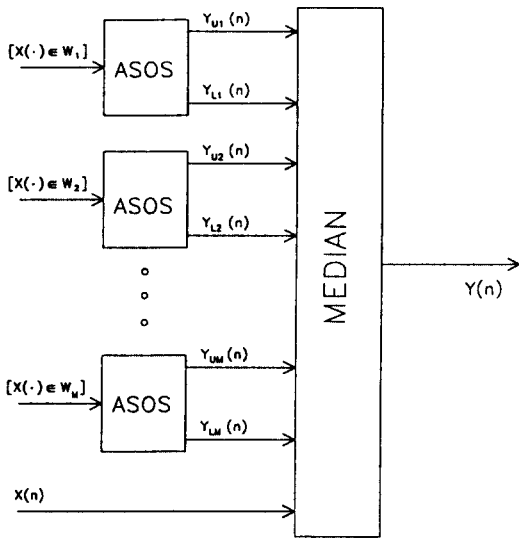 [X(·) ∈ W₁]
ASOS
Y_U1(n)
Y_L1(n)
[X(·) ∈ W₂]
ASOS
Y_U2(n)
Y_L2(n)
[X(·) ∈ W_M]
ASOS
Y_UM(n)
Y_LM(n)
X(n)
MEDIAN
Y(n)